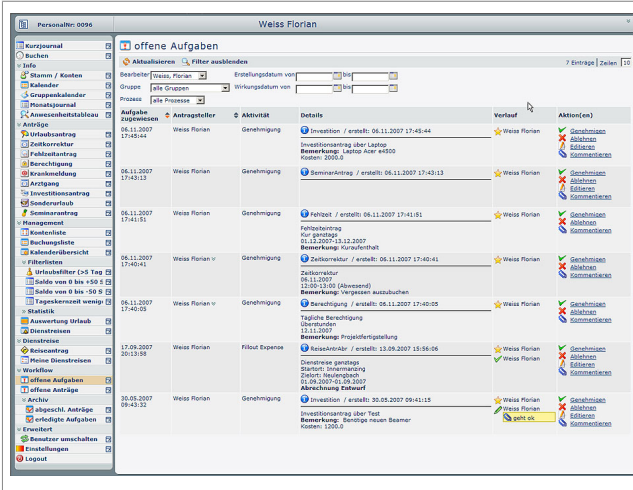 PersonalNr: 0096
Weiss Florian
Kurzjournal
Buchen
Info
Stamm / Konten
Kalender
Gruppenkalender
Monatsjournal
Anwesenheitstableau
Anträge
Urlaubsantrag
Zeitkorrektur
Fehlzeitantrag
Berechtigung
Krankmeldung
Arztgang
Investitionsantrag
Sonderurlaub
Seminarantrag
Management
Kontenliste
Buchungsliste
Kalenderübersicht
Filterlisten
Urlaubsfilter (>5 Tag
Saldo von 0 bis +50 S
Saldo von 0 bis -50 S
Tageskernzeit wenig
Statistik
Auswertung Urlaub
Dienstreisen
Dienstreise
Reiseantrag
Meine Dienstreisen
Workflow
offene Aufgaben
offene Anträge
Archiv
abgeschl. Anträge
erledigte Aufgaben
Erweitert
Benutzer umschalten
Einstellungen
Logout
offene Aufgaben
Aktualisieren Filter ausblenden 7 Einträge | Zeilen 10
Bearbeiter Weiss, Florian Erstellungsdatum von bis
Gruppe alle Gruppen Wirkungsdatum von bis
Prozess alle Prozesse
Aufgabe zugewiesen Antragsteller Aktivität Details Verlauf Aktion(en)
06.11.2007 17:45:44 Weiss Florian Genehmigung Investition / erstellt: 06.11.2007 17:45:44 Weiss Florian Genehmigen
Ablehnen
Investitionsantrag über Laptop Editieren
Bemerkung: Laptop Acer e4500 Kommentieren
Kosten: 2000.0
06.11.2007 17:43:13 Weiss Florian Genehmigung SeminarAntrag / erstellt: 06.11.2007 17:43:13 Weiss Florian Genehmigen
Ablehnen
Editieren
Kommentieren
06.11.2007 17:41:51 Weiss Florian Genehmigung Fehlzeit / erstellt: 06.11.2007 17:41:51 Weiss Florian Genehmigen
Ablehnen
Fehlzeiteintrag Editieren
Kur ganztags Kommentieren
01.12.2007-13.12.2007
Bemerkung: Kuraufenthalt
06.11.2007 17:40:41 Weiss Florian Genehmigung Zeitkorrektur / erstellt: 06.11.2007 17:40:41 Weiss Florian Genehmigen
Ablehnen
Zeitkorrektur Editieren
06.11.2007 Kommentieren
12:00-13:00 (Abwesend)
Bemerkung: Vergessen auszubuchen
06.11.2007 17:40:05 Weiss Florian Genehmigung Berechtigung / erstellt: 06.11.2007 17:40:05 Weiss Florian Genehmigen
Ablehnen
Tägliche Berechtigung Editieren
Überstunden Kommentieren
12.11.2007
Bemerkung: Projektfertigstellung
17.09.2007 20:13:58 Weiss Florian Fillout Expense ReiseAntrAbr / erstellt: 13.09.2007 15:56:06 Weiss Florian Genehmigen
Weiss Florian Ablehnen
Dienstreise ganztags Editieren
Startort: Innermanzing Kommentieren
Zielort: Neulengbach
01.09.2007-01.09.2007
Abrechnung Entwurf
30.05.2007 09:43:32 Weiss Florian Genehmigung Investition / erstellt: 30.05.2007 09:41:15 Weiss Florian Genehmigen
Weiss Florian Ablehnen
Investitionsantrag über Test geht ok Editieren
Bemerkung: Benötige neuen Beamer Kommentieren
Kosten: 1200.0